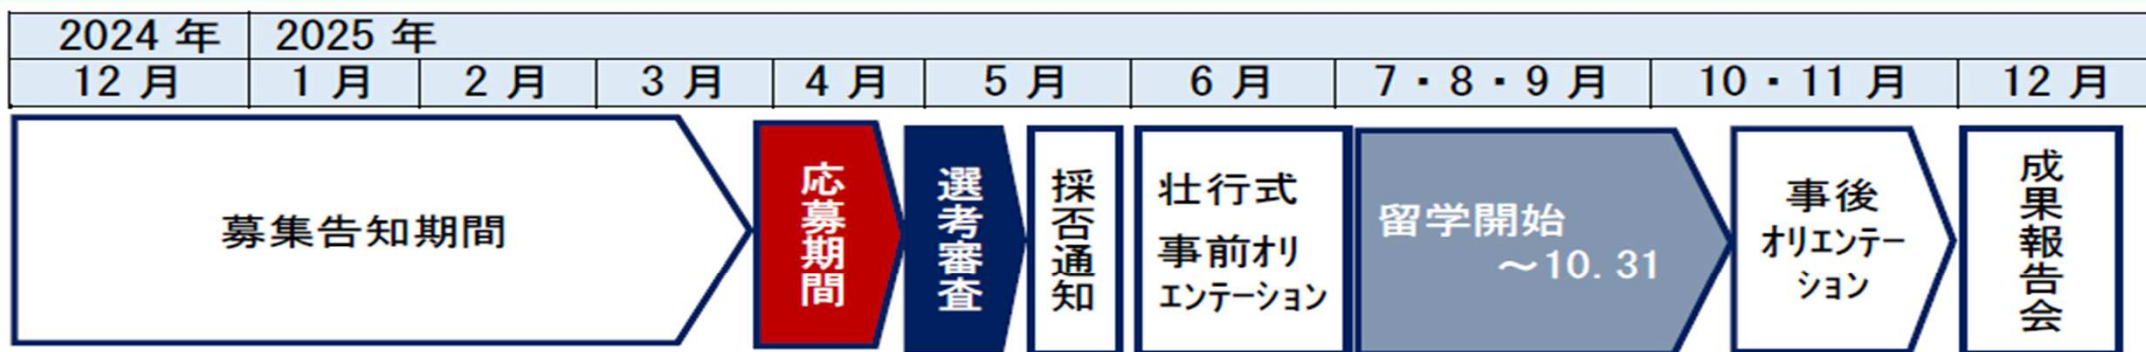 2024 年 2025 年
12 月 1 月 2 月 3 月 4 月 5 月 6 月 7・8・9 月 10・11 月 12 月
募集告知期間
応募期間
選考審査
採否通知
壮行式
事前オリ
エンテーション
留学開始
～10. 31
事後
オリエンテー
ション
成果報告会